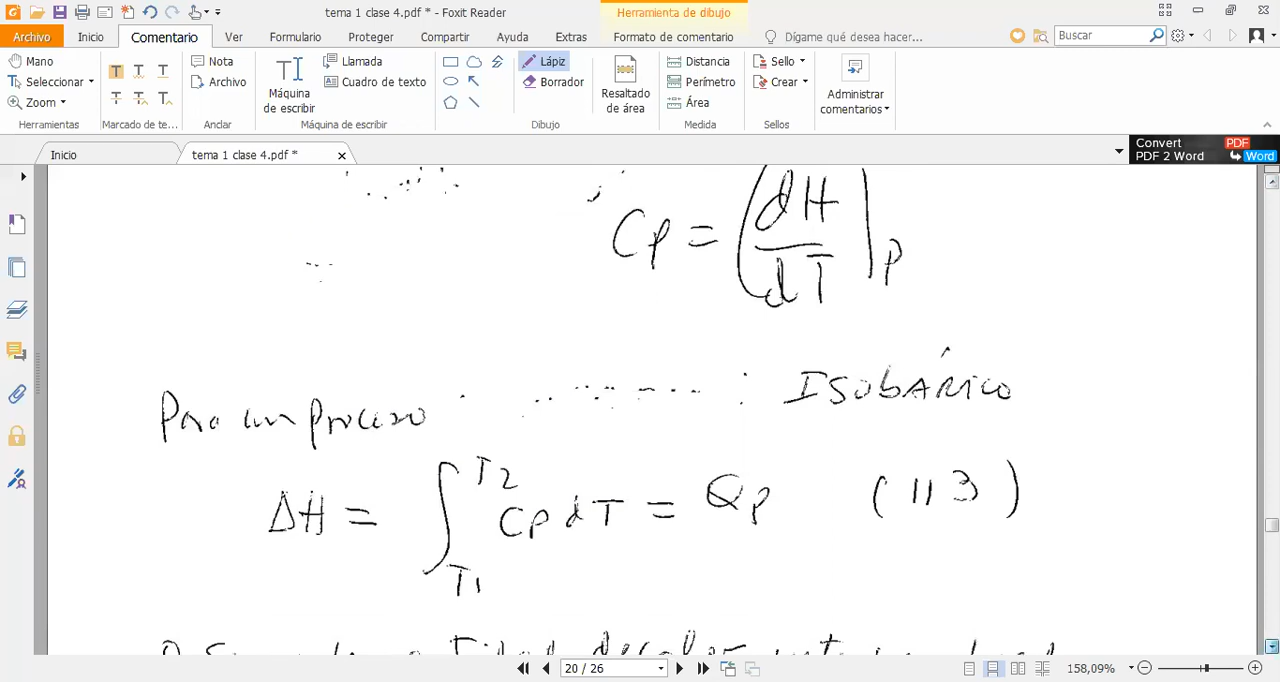 tema 1 clase 4.pdf * - Foxit Reader
Herramienta de dibujo
Archivo Inicio Comentario Ver Formulario Proteger Compartir Ayuda Extras Formato de comentario Dígame qué desea hacer... Buscar
Mano
Seleccionar
Zoom
Herramientas
Marcado de te...
Nota
Archivo
Anclar
Máquina de escribir
Llamada
Cuadro de texto
Máquina de escribir
Lápiz
Borrador
Dibujo
Resaltado de área
Distancia
Perímetro
Área
Medida
Sello
Crear
Sellos
Administrar comentarios
Inicio
tema 1 clase 4.pdf *
Convert PDF
PDF 2 Word Word
Cp = (dH/dT)p
Para un proceso : ISObÁRico
ΔH = ∫ T1 T2 Cp dT = Qp (113)
20 / 26
158,09%